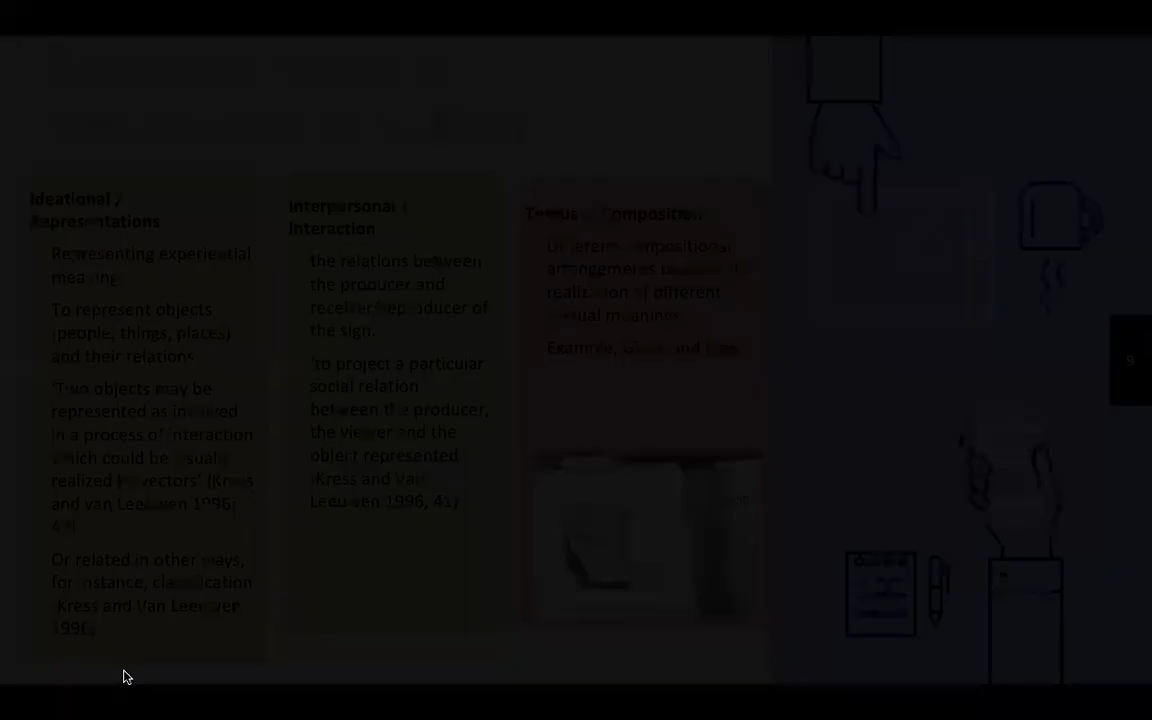 Ideational /
Representations
Representing experiential
meaning.
To represent objects
(people, things, places)
and their relations
'Two objects may be
represented as involved
in a process of interaction
which could be visually
realized by vectors' (Kress
and van Leeuwen 1996;
Or related in other ways,
for instance, classification
(Kress and Van Leeuwen
1996)
Interpersonal /
Interaction
the relations between
the producer and
receiver/reproducer of
the sign.
'to project a particular
social relation
between the producer,
the viewer and the
object represented
(Kress and Van
Leeuwen 1996, 41)
Textual / Composition
Different compositional
arrangements to
realization of different
textual meanings
Example, Given and New
9